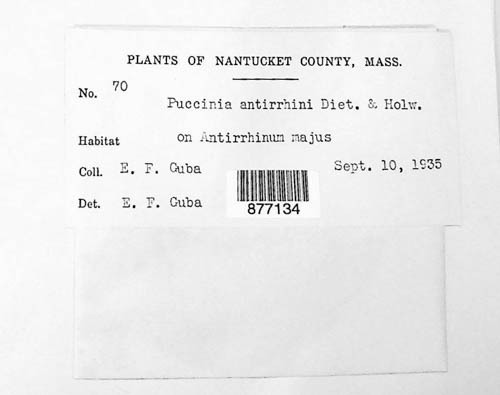 PLANTS OF NANTUCKET COUNTY, MASS.
No. 70
Puccinia antirrhini Diet. & Holw.
Habitat on Antirrhinum majus
Coll. E. F. Guba Sept. 10, 1935
Det. E. F. Guba
877134